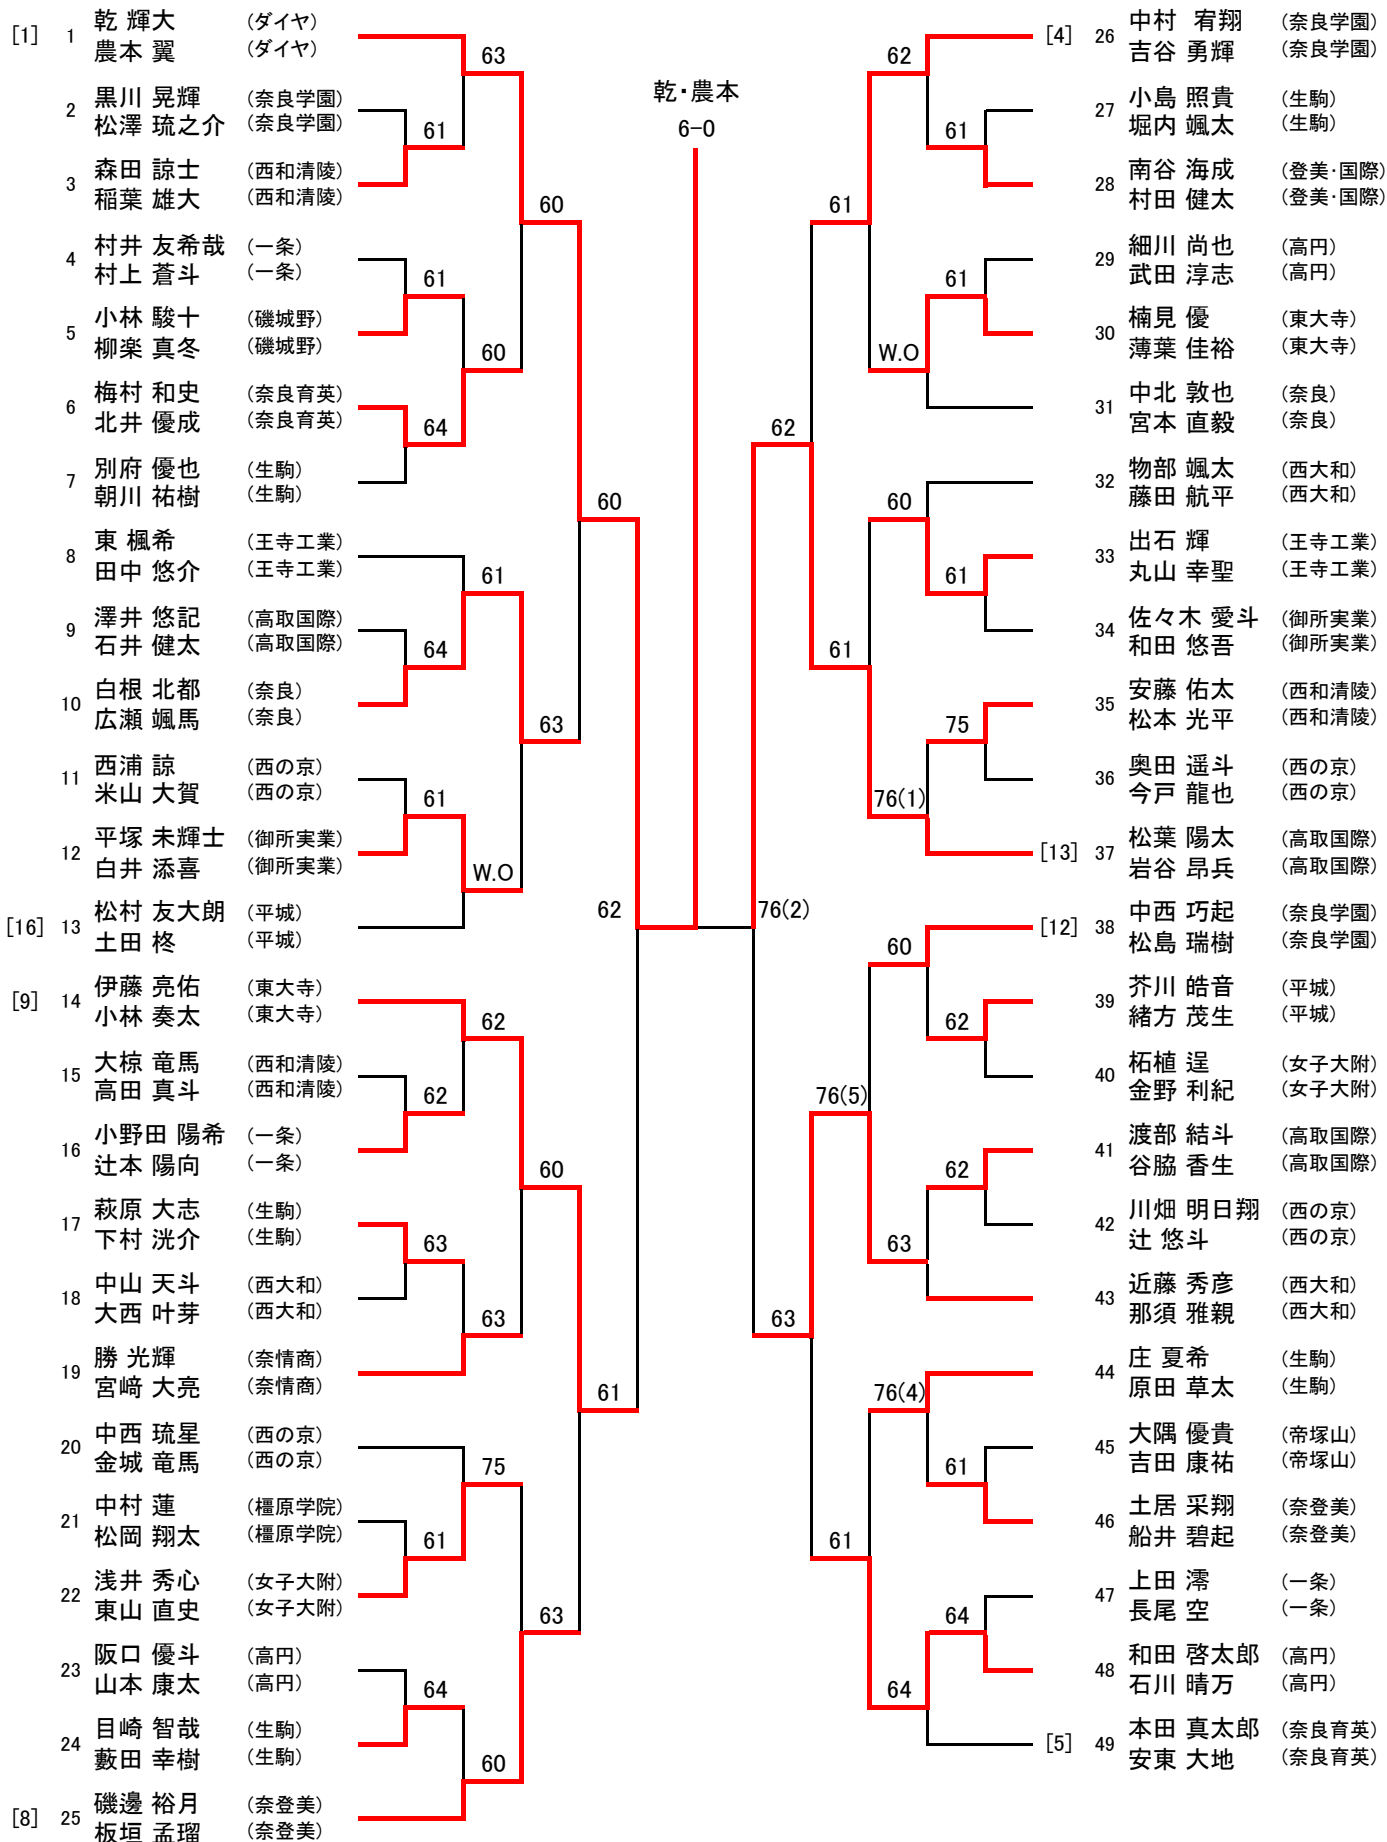 [1] 1 乾 輝大 (ダイヤ)
農本 翼 (ダイヤ)
2 黒川 晃輝 (奈良学園)
松澤 琉之介 (奈良学園)
3 森田 諒士 (西和清陵)
稲葉 雄大 (西和清陵)
4 村井 友希哉 (一条)
村上 蒼斗 (一条)
5 小林 駿十 (磯城野)
柳楽 真冬 (磯城野)
6 梅村 和史 (奈良育英)
北井 優成 (奈良育英)
7 別府 優也 (生駒)
朝川 祐樹 (生駒)
8 東 楓希 (王寺工業)
田中 悠介 (王寺工業)
9 澤井 悠記 (高取国際)
石井 健太 (高取国際)
10 白根 北都 (奈良)
広瀬 颯馬 (奈良)
11 西浦 諒 (西の京)
米山 大賀 (西の京)
12 平塚 未輝士 (御所実業)
白井 添喜 (御所実業)
[16] 13 松村 友大朗 (平城)
土田 柊 (平城)
[9] 14 伊藤 亮佑 (東大寺)
小林 奏太 (東大寺)
15 大椋 竜馬 (西和清陵)
高田 真斗 (西和清陵)
16 小野田 陽希 (一条)
辻本 陽向 (一条)
17 萩原 大志 (生駒)
下村 洸介 (生駒)
18 中山 天斗 (西大和)
大西 叶芽 (西大和)
19 勝 光輝 (奈情商)
宮﨑 大亮 (奈情商)
20 中西 琉星 (西の京)
金城 竜馬 (西の京)
21 中村 蓮 (橿原学院)
松岡 翔太 (橿原学院)
22 浅井 秀心 (女子大附)
東山 直史 (女子大附)
23 阪口 優斗 (高円)
山本 康太 (高円)
24 目崎 智哉 (生駒)
藪田 幸樹 (生駒)
[8] 25 磯邊 裕月 (奈登美)
板垣 孟瑠 (奈登美)
63
61
61
64
61
64
61
62
62
63
61
64
60
W.O
63
75
60
60
63
60
63
60
61
62
乾・農本
6-0
76(2)
62
63
61
61
76(5)
61
62
W.O
60
76(1)
60
63
76(4)
64
61
61
61
75
62
62
61
64
[4] 26 中村 宥翔 (奈良学園)
吉谷 勇輝 (奈良学園)
27 小島 照貴 (生駒)
堀内 颯太 (生駒)
28 南谷 海成 (登美・国際)
村田 健太 (登美・国際)
29 細川 尚也 (高円)
武田 淳志 (高円)
30 楠見 優 (東大寺)
薄葉 佳裕 (東大寺)
31 中北 敦也 (奈良)
宮本 直毅 (奈良)
32 物部 颯太 (西大和)
藤田 航平 (西大和)
33 出石 輝 (王寺工業)
丸山 幸聖 (王寺工業)
34 佐々木 愛斗 (御所実業)
和田 悠吾 (御所実業)
35 安藤 佑太 (西和清陵)
松本 光平 (西和清陵)
36 奥田 遥斗 (西の京)
今戸 龍也 (西の京)
[13] 37 松葉 陽太 (高取国際)
岩谷 昂兵 (高取国際)
[12] 38 中西 巧起 (奈良学園)
松島 瑞樹 (奈良学園)
39 芥川 皓音 (平城)
緒方 茂生 (平城)
40 柘植 逞 (女子大附)
金野 利紀 (女子大附)
41 渡部 結斗 (高取国際)
谷脇 香生 (高取国際)
42 川畑 明日翔 (西の京)
辻 悠斗 (西の京)
43 近藤 秀彦 (西大和)
那須 雅親 (西大和)
44 庄 夏希 (生駒)
原田 草太 (生駒)
45 大隅 優貴 (帝塚山)
吉田 康祐 (帝塚山)
46 土居 采翔 (奈登美)
船井 碧起 (奈登美)
47 上田 澪 (一条)
長尾 空 (一条)
48 和田 啓太郎 (高円)
石川 晴万 (高円)
[5] 49 本田 真太郎 (奈良育英)
安東 大地 (奈良育英)